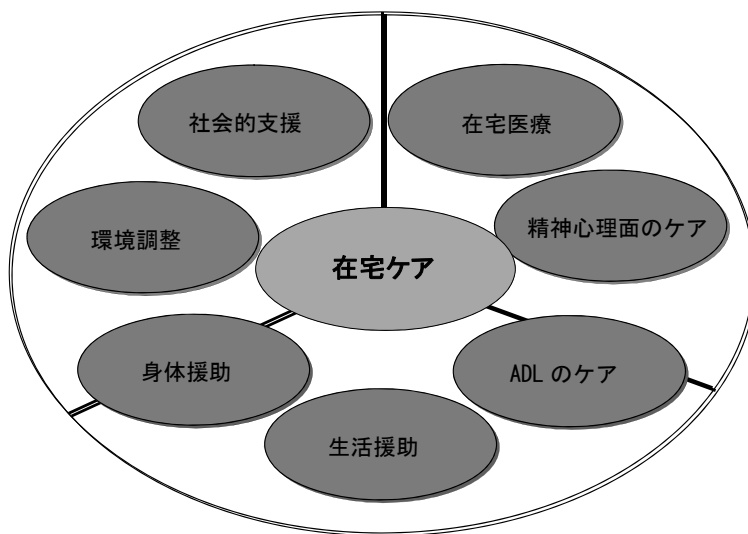 社会的支援
在宅医療
環境調整
精神心理面のケア
在宅ケア
身体援助
ADL のケア
生活援助